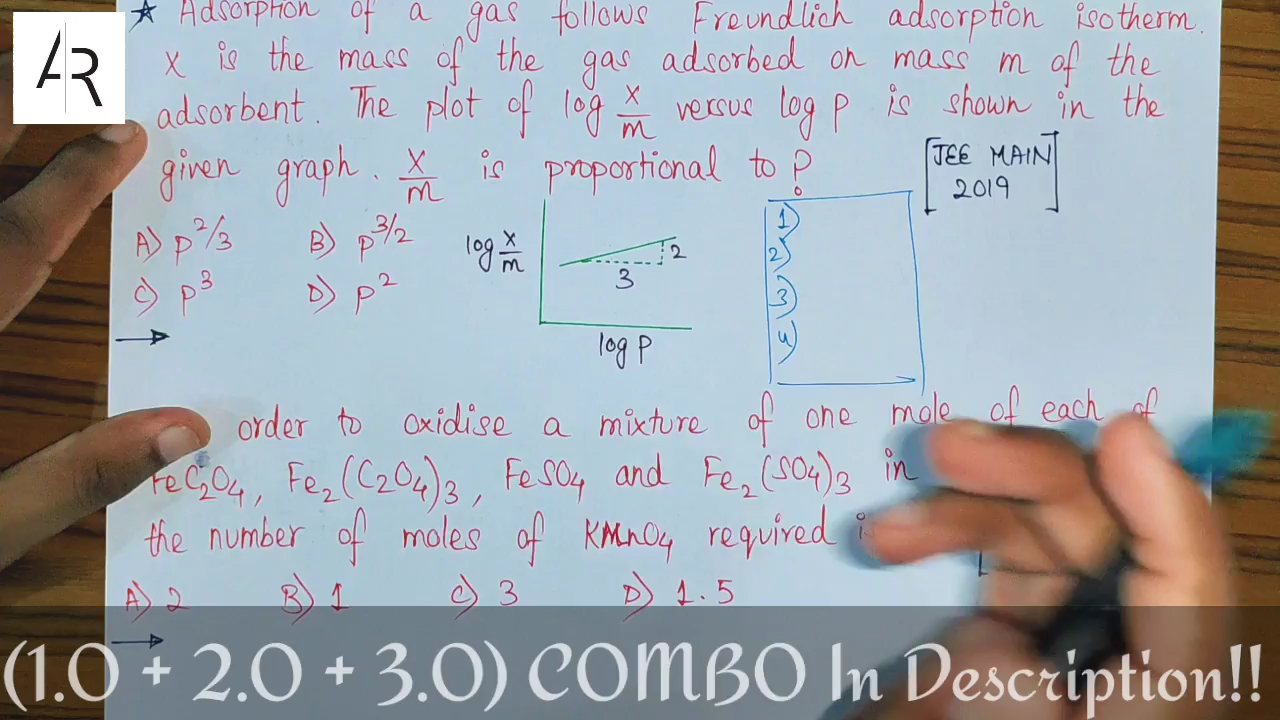 AR
★ Adsorption of a gas follows Freundlich adsorption isotherm.
x is the mass of the gas adsorbed on mass m of the
adsorbent. The plot of log x/m versus log p is shown in the
given graph. x/m is proportional to P
[JEE MAIN
2019]
A) p^2/3 B) p^3/2
C) p^3 D) p^2
log x/m
2
3
log P
1)
2)
3)
4)
order to oxidise a mixture of one mole of each of
FeC2O4, Fe2(C2O4)3, FeSO4 and Fe2(SO4)3 in
the number of moles of KMnO4 required
A) 2 B) 1 C) 3 D) 1.5
(1.0 + 2.0 + 3.0) COMBO In Description!!